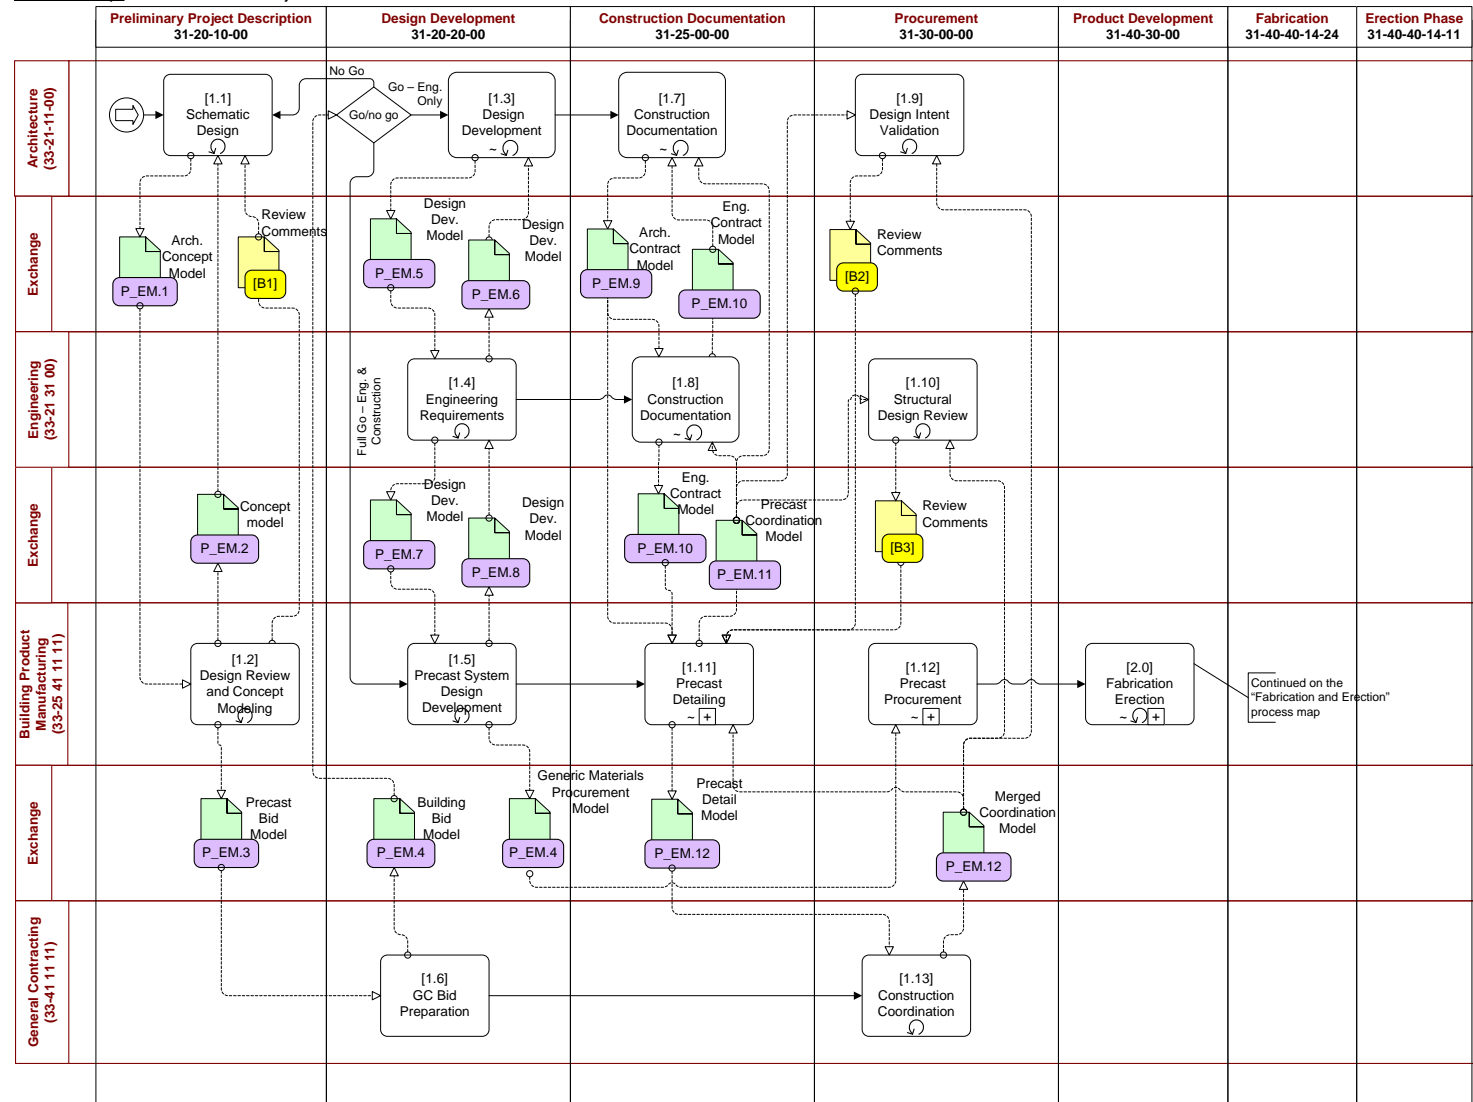 Preliminary Project Description
31-20-10-00
Design Development
31-20-20-00
Construction Documentation
31-25-00-00
Procurement
31-30-00-00
Product Development
31-40-30-00
Fabrication
31-40-40-14-24
Erection Phase
31-40-40-14-11
Architecture
(33-21-11-00)
[1.1]
Schematic
Design
No Go
Go/no go
Go – Eng.
Only
[1.3]
Design
Development
~
[1.7]
Construction
Documentation
~
[1.9]
Design Intent
Validation
Exchange
Arch.
Concept
Model
P_EM.1
Review
Comments
[B1]
Design
Dev.
Model
P_EM.5
Design
Dev.
Model
P_EM.6
Arch.
Contract
Model
P_EM.9
Eng.
Contract
Model
P_EM.10
Review
Comments
[B2]
Engineering
(33-21 31 00)
Full Go – Eng. &
Construction
[1.4]
Engineering
Requirements
[1.8]
Construction
Documentation
~
[1.10]
Structural
Design Review
Exchange
Concept
model
P_EM.2
Design
Dev.
Model
P_EM.7
Design
Dev.
Model
P_EM.8
Eng.
Contract
Model
P_EM.10
Precast
Coordination
Model
P_EM.11
Review
Comments
[B3]
Building Product
Manufacturing
(33-25 41 11 11)
[1.2]
Design Review
and Concept
Modeling
[1.5]
Precast System
Design
Development
[1.11]
Precast
Detailing
~ +
[1.12]
Precast
Procurement
~ +
[2.0]
Fabrication
Erection
~ +
Continued on the
“Fabrication and Erection”
process map
Exchange
Precast
Bid
Model
P_EM.3
Building
Bid
Model
P_EM.4
Generic Materials
Procurement
Model
P_EM.4
Precast
Detail
Model
P_EM.12
Merged
Coordination
Model
P_EM.12
General Contracting
(33-41 11 11)
[1.6]
GC Bid
Preparation
[1.13]
Construction
Coordination